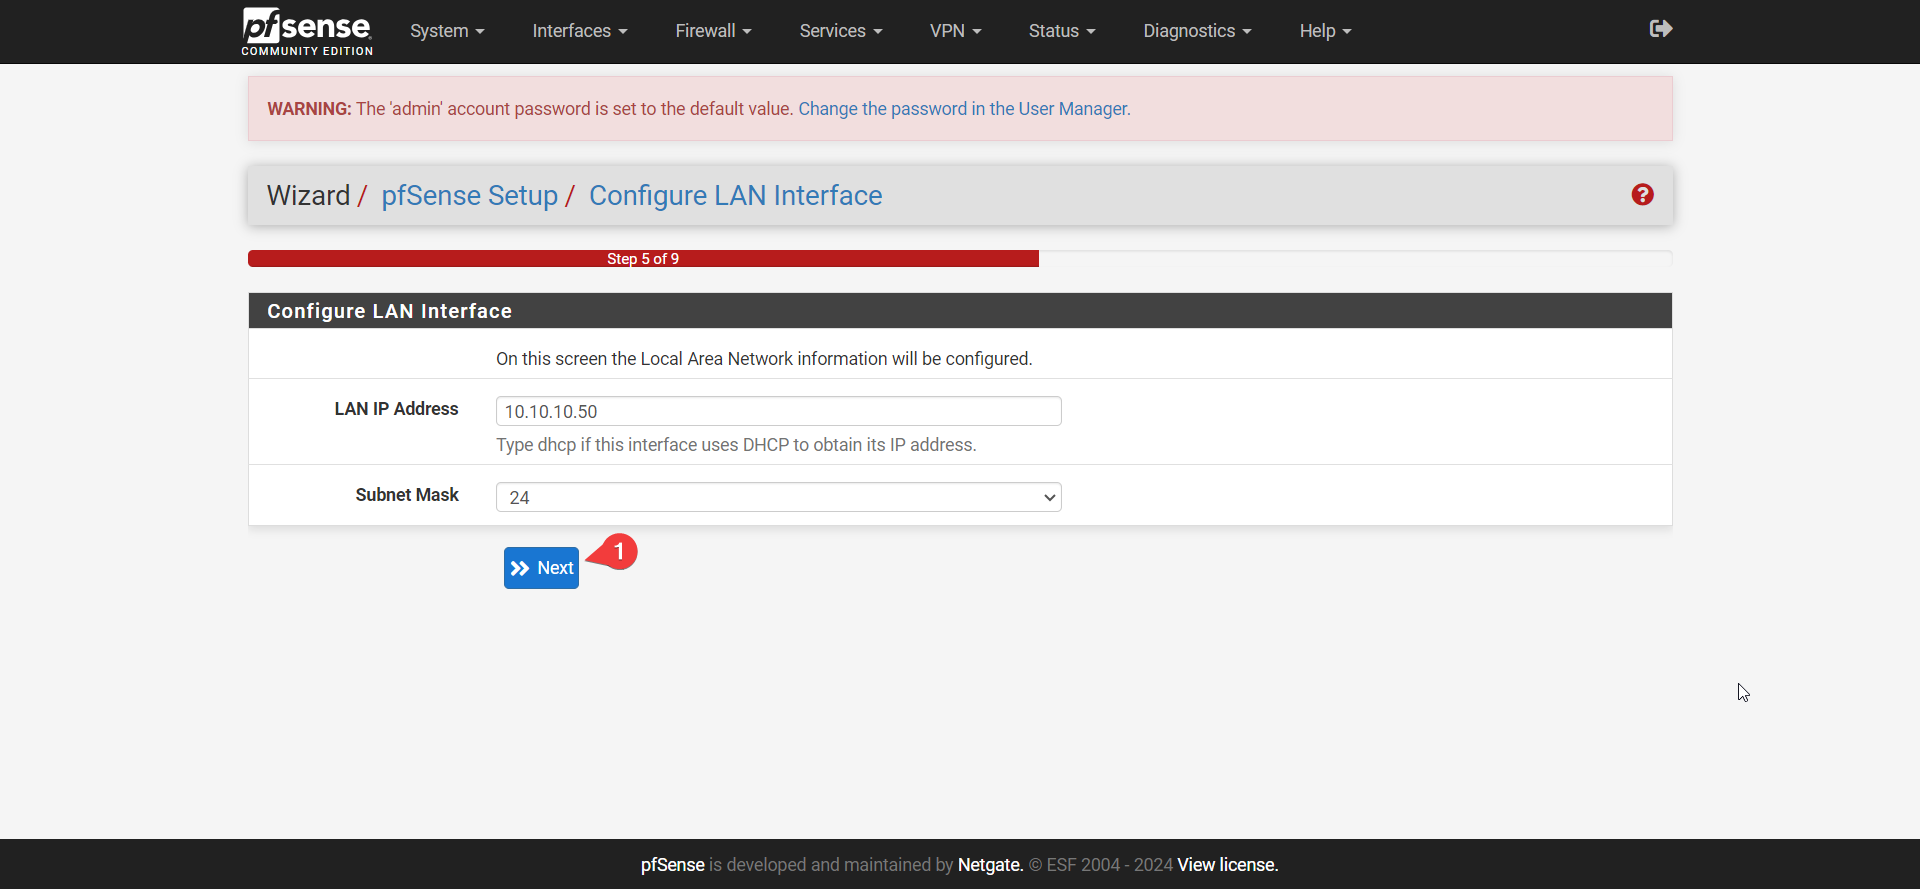 pfsense
COMMUNITY EDITION
System
Interfaces
Firewall
Services
VPN
Status
Diagnostics
Help
WARNING: The 'admin' account password is set to the default value. Change the password in the User Manager.
Wizard / pfSense Setup / Configure LAN Interface
Step 5 of 9
Configure LAN Interface
On this screen the Local Area Network information will be configured.
LAN IP Address
10.10.10.50
Type dhcp if this interface uses DHCP to obtain its IP address.
Subnet Mask
24
Next
1
pfSense is developed and maintained by Netgate. © ESF 2004 - 2024 View license.